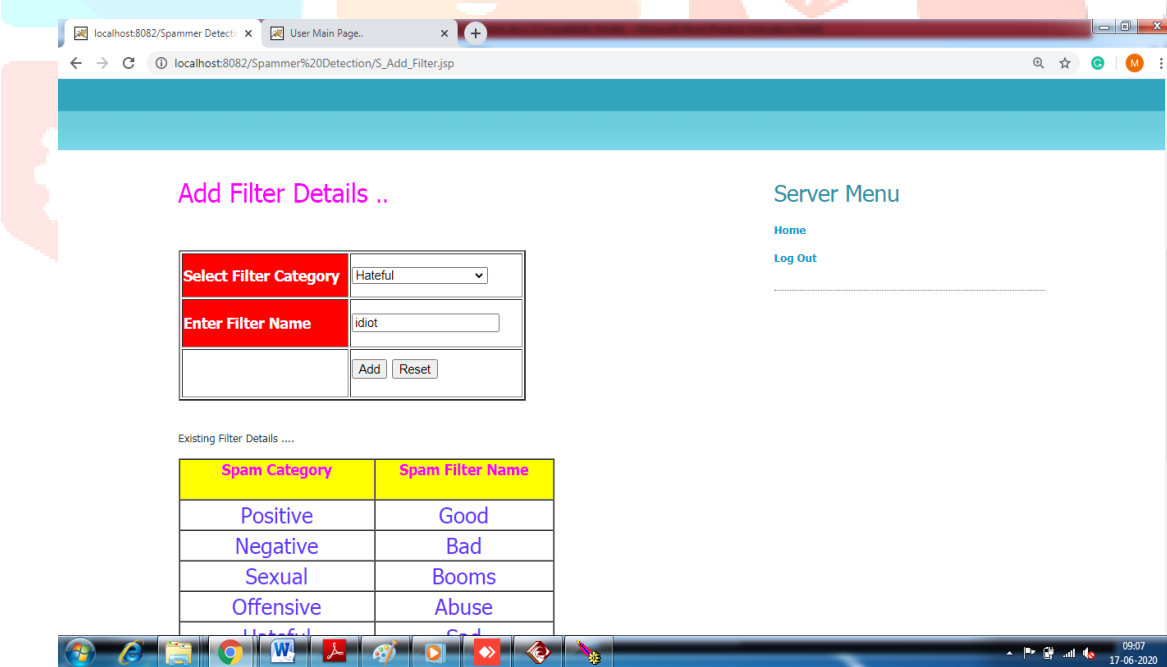 localhost:8082/Spammer Detecti
User Main Page..
localhost:8082/Spammer%20Detection/S_Add_Filter.jsp
M
Add Filter Details ..
Server Menu
Home
Log Out
Select Filter Category
Hateful
Enter Filter Name
idiot
Add
Reset
Existing Filter Details ....
Spam Category
Spam Filter Name
Positive
Good
Negative
Bad
Sexual
Booms
Offensive
Abuse
Hateful
Sad
09:07
17-06-2020